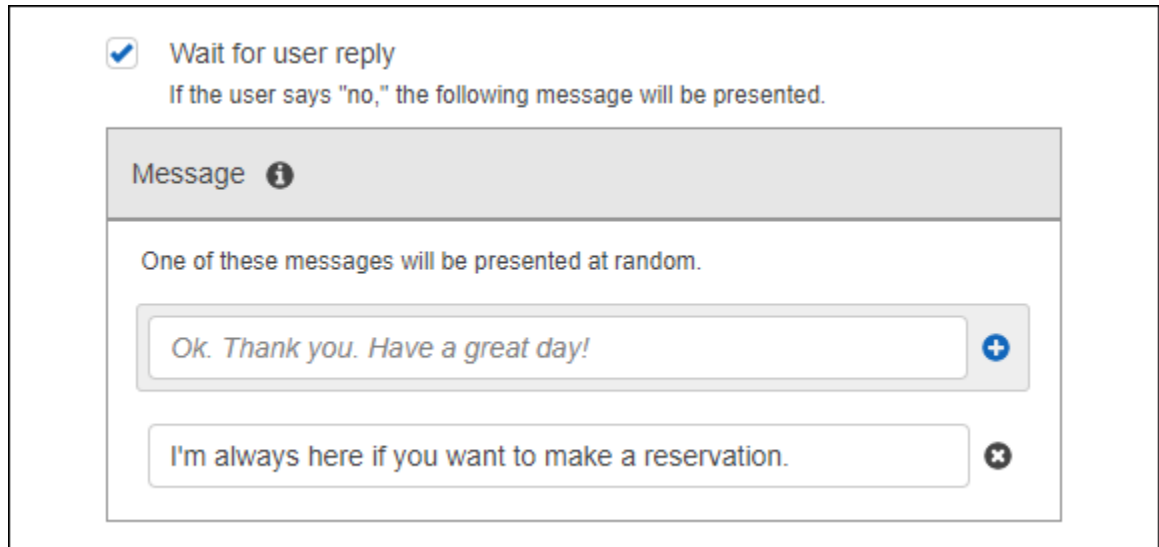 Wait for user reply
If the user says "no," the following message will be presented.
Message
One of these messages will be presented at random.
Ok. Thank you. Have a great day!
I'm always here if you want to make a reservation.